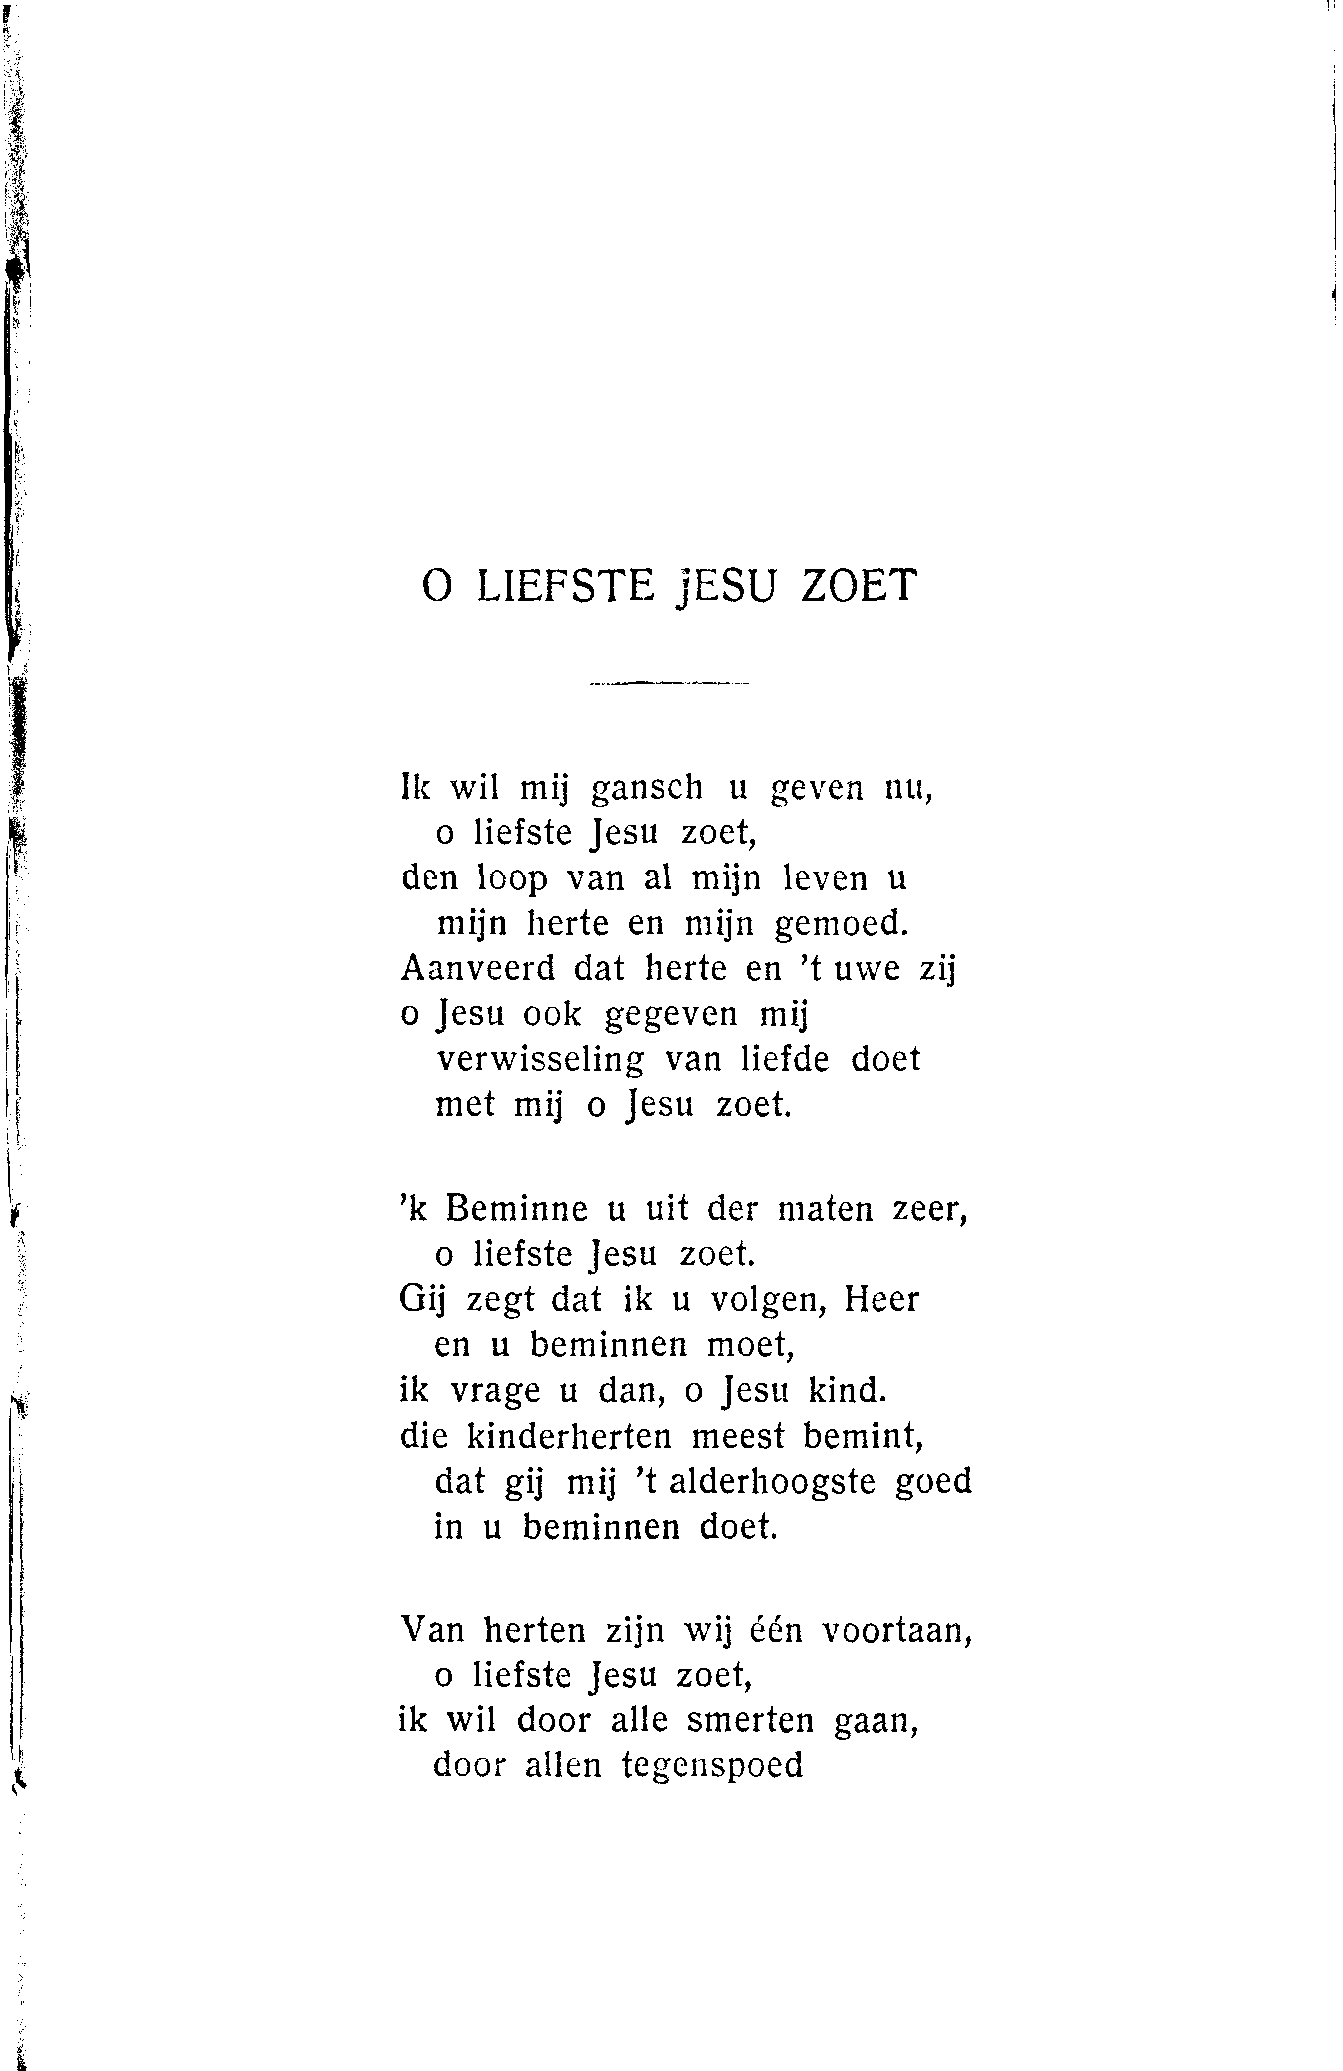 O LIEFSTE jESU ZOET
Ik wil mij gansch u geven nu,
o liefste Jesu zoet,
den loop van al mijn leven u
mijn herte en mijn gemoed.
Aanveerd dat herte en 't uwe zij
o Jesu ook gegeven mij
verwisseling van liefde doet
met mij o Jesu zoet.
'k Beminne u uit der maten zeer,
o liefste Jesu zoet.
Gij zegt dat ik u volgen, Heer
en u beminnen moet,
ik vrage u dan, o Jesu kind.
die kinderherten meest bemint,
dat gij mij 't alderhoogste goed
in u beminnen doet.
Van herten zijn wij één voortaan,
o liefste Jesu zoet,
ik wil door alle smerten gaan,
door allen tegenspoed